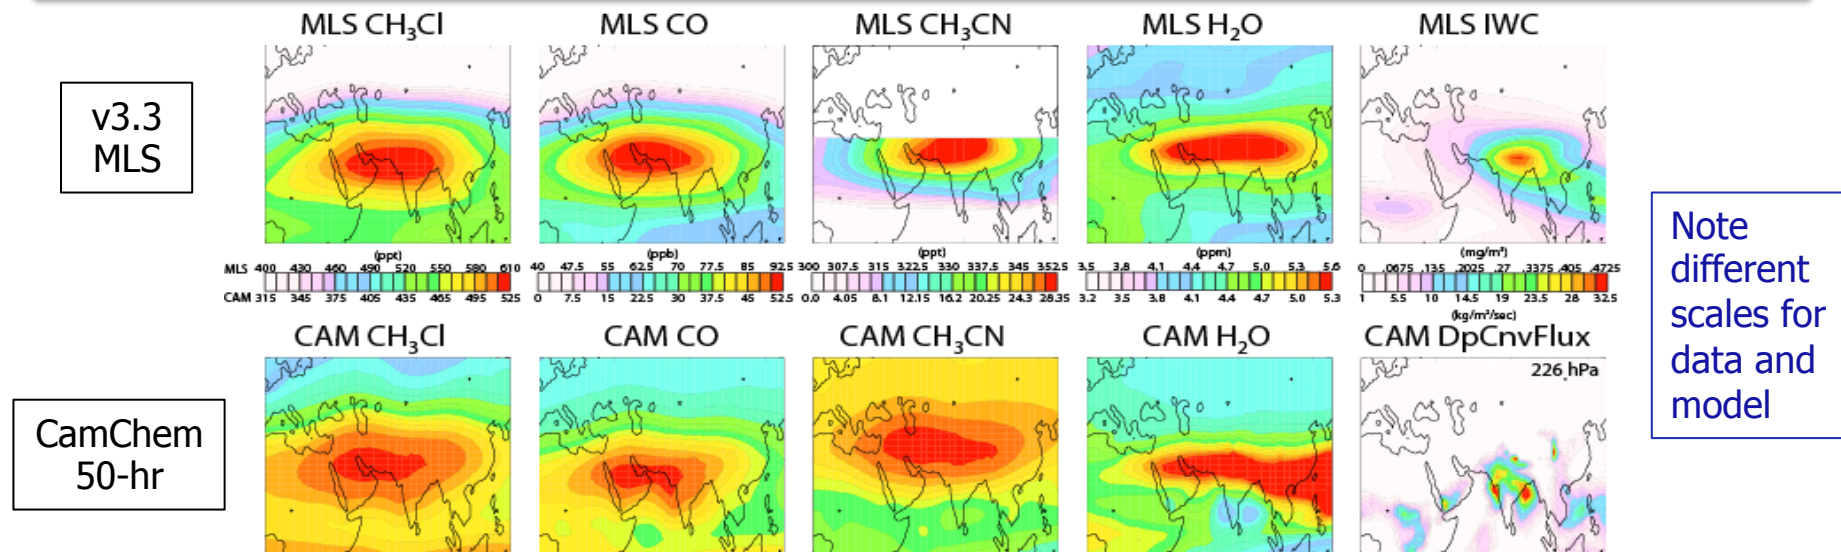 MLS CH₃Cl
MLS CO
MLS CH₃CN
MLS H₂O
MLS IWC
v3.3
MLS
(ppt)
(ppb)
(ppt)
(ppm)
(mg/m³)
MLS 400 430 460 490 520 550 580 610
40 47.5 55 62.5 70 77.5 85 92.5
300 307.5 315 322.5 330 337.5 345 352.5
3.5 3.8 4.1 4.4 4.7 5.0 5.3 5.6
0 .0675 .135 .2025 .27 .3375 .405 .4725
CAM 315 345 375 405 435 465 495 525
0 7.5 15 22.5 30 37.5 45 52.5
0.0 4.05 8.1 12.15 16.2 20.25 24.3 28.35
3.2 3.5 3.8 4.1 4.4 4.7 5.0 5.3
1 5.5 10 14.5 19 23.5 28 32.5
(kg/m²/sec)
Note
different
scales for
data and
model
CAM CH₃Cl
CAM CO
CAM CH₃CN
CAM H₂O
CAM DpCnvFlux
226 hPa
CamChem
50-hr